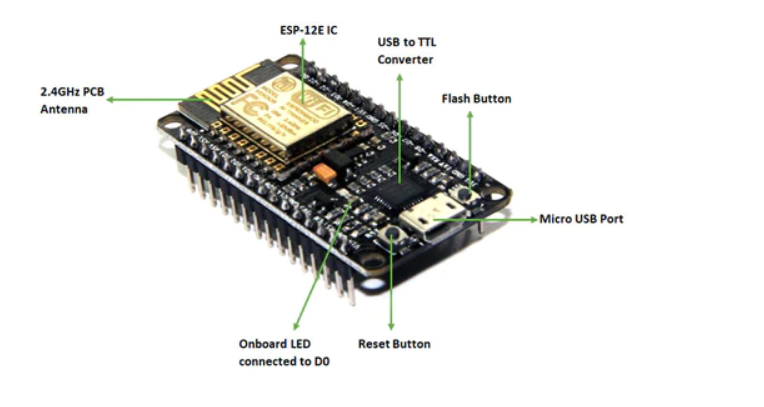 ESP-12E IC
USB to TTL
Converter
2.4GHz PCB
Antenna
Flash Button
Micro USB Port
Onboard LED
connected to D0
Reset Button